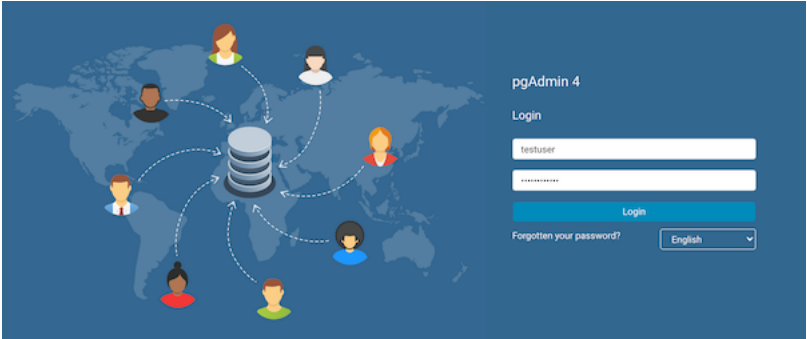 pgAdmin 4
Login
testuser
••••••••••••
Login
Forgotten your password?
English